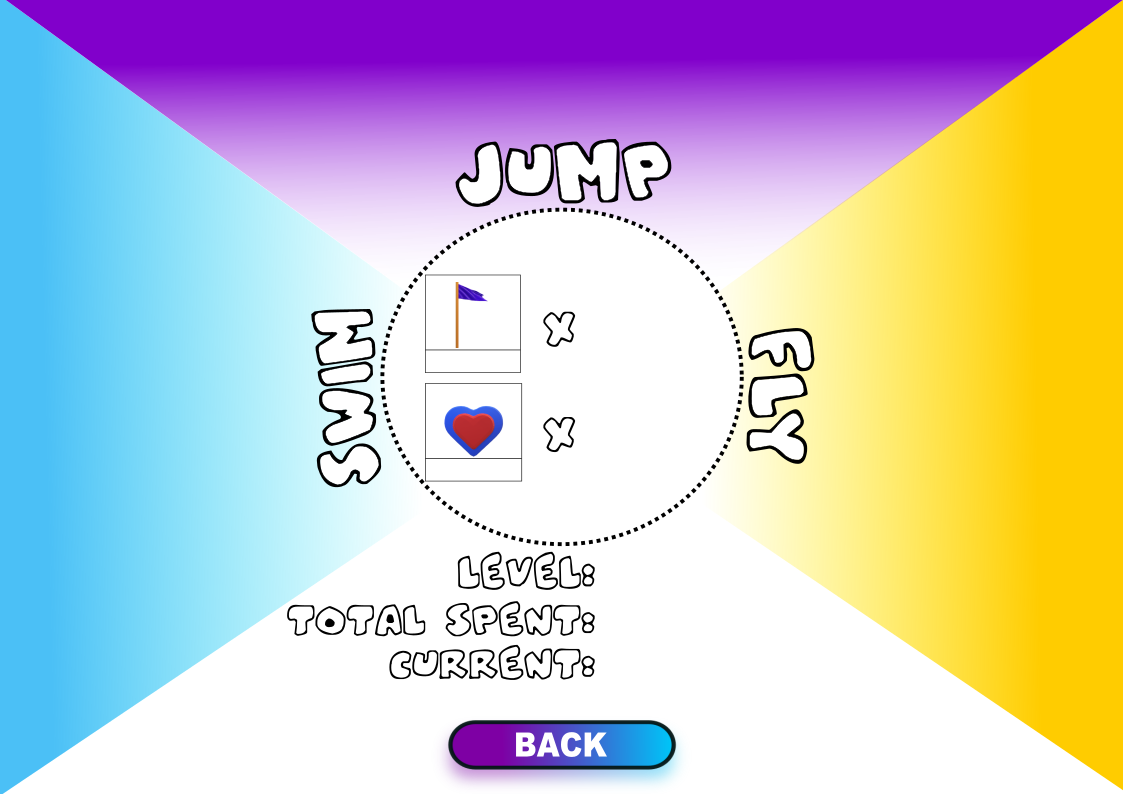 JUMP
SWIM
FLY
X
X
LEVEL:
TOTAL SPENT:
CURRENT:
BACK